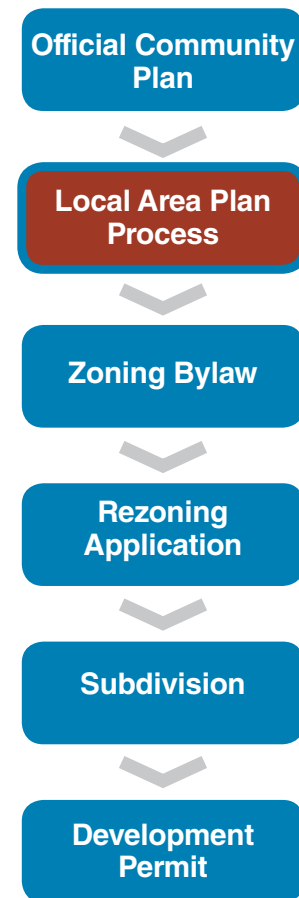 Official Community
Plan
Local Area Plan
Process
Zoning Bylaw
Rezoning
Application
Subdivision
Development
Permit